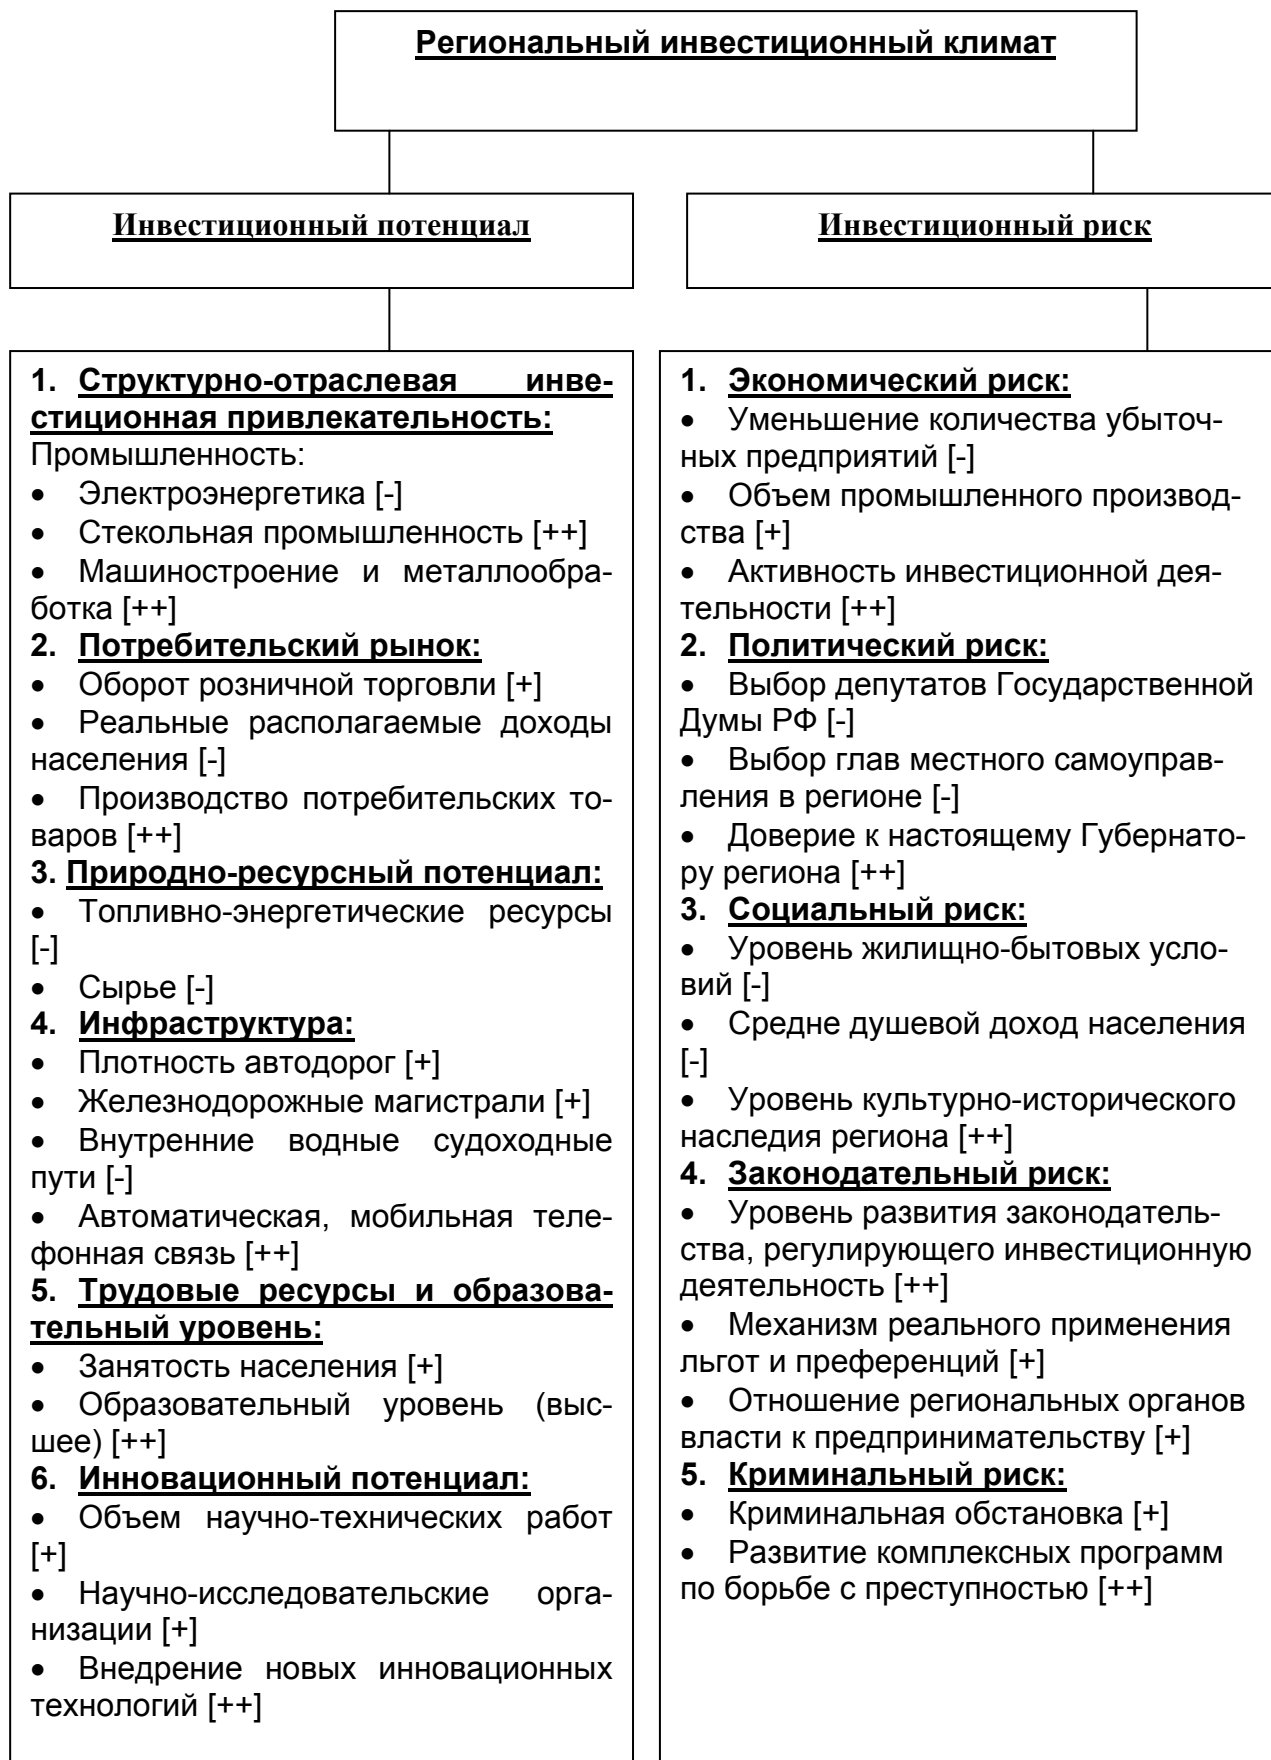 Региональный инвестиционный климат
Инвестиционный потенциал
Инвестиционный риск
1. Структурно-отраслевая инве-
стиционная привлекательность:
Промышленность:
• Электроэнергетика [-]
• Стекольная промышленность [++]
• Машиностроение и металлообра-
ботка [++]
2. Потребительский рынок:
• Оборот розничной торговли [+]
• Реальные располагаемые доходы
населения [-]
• Производство потребительских то-
варов [++]
3. Природно-ресурсный потенциал:
• Топливно-энергетические ресурсы
[-]
• Сырье [-]
4. Инфраструктура:
• Плотность автодорог [+]
• Железнодорожные магистрали [+]
• Внутренние водные судоходные
пути [-]
• Автоматическая, мобильная теле-
фонная связь [++]
5. Трудовые ресурсы и образова-
тельный уровень:
• Занятость населения [+]
• Образовательный уровень (выс-
шее) [++]
6. Инновационный потенциал:
• Объем научно-технических работ
[+]
• Научно-исследовательские орга-
низации [+]
• Внедрение новых инновационных
технологий [++]
1. Экономический риск:
• Уменьшение количества убыточ-
ных предприятий [-]
• Объем промышленного производ-
ства [+]
• Активность инвестиционной дея-
тельности [++]
2. Политический риск:
• Выбор депутатов Государственной
Думы РФ [-]
• Выбор глав местного самоуправ-
ления в регионе [-]
• Доверие к настоящему Губернато-
ру региона [++]
3. Социальный риск:
• Уровень жилищно-бытовых усло-
вий [-]
• Средне душевой доход населения
[-]
• Уровень культурно-исторического
наследия региона [++]
4. Законодательный риск:
• Уровень развития законодатель-
ства, регулирующего инвестиционную
деятельность [++]
• Механизм реального применения
льгот и преференций [+]
• Отношение региональных органов
власти к предпринимательству [+]
5. Криминальный риск:
• Криминальная обстановка [+]
• Развитие комплексных программ
по борьбе с преступностью [++]